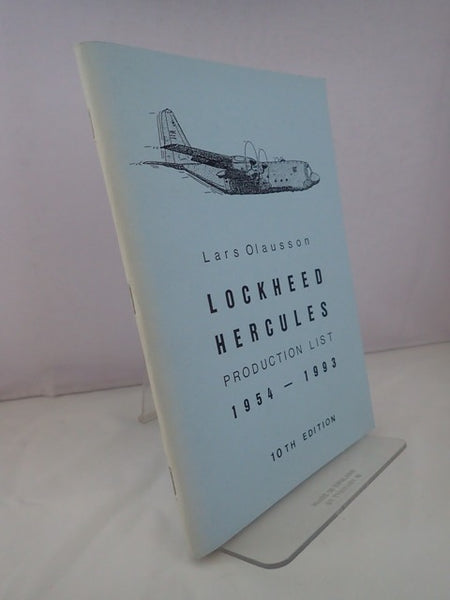 Lars Olausson
LOCKHEED
HERCULES
PRODUCTION LIST
1954 – 1993
10TH EDITION